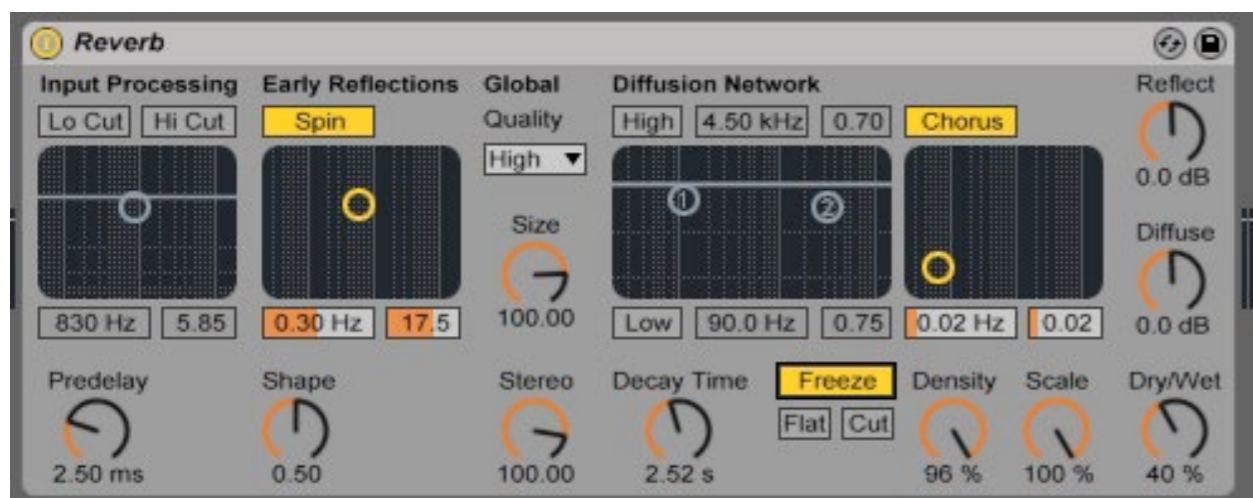 Reverb
Input Processing Early Reflections Global Diffusion Network Reflect
Lo Cut Hi Cut Spin Quality High 4.50 kHz 0.70 Chorus
High
0.0 dB
1 2
Size Diffuse
830 Hz 5.85 0.30 Hz 17.5 100.00 Low 90.0 Hz 0.75 0.02 Hz 0.02 0.0 dB
Predelay Shape Stereo Decay Time Freeze Density Scale Dry/Wet
Flat Cut
2.50 ms 0.50 100.00 2.52 s 96 % 100 % 40 %